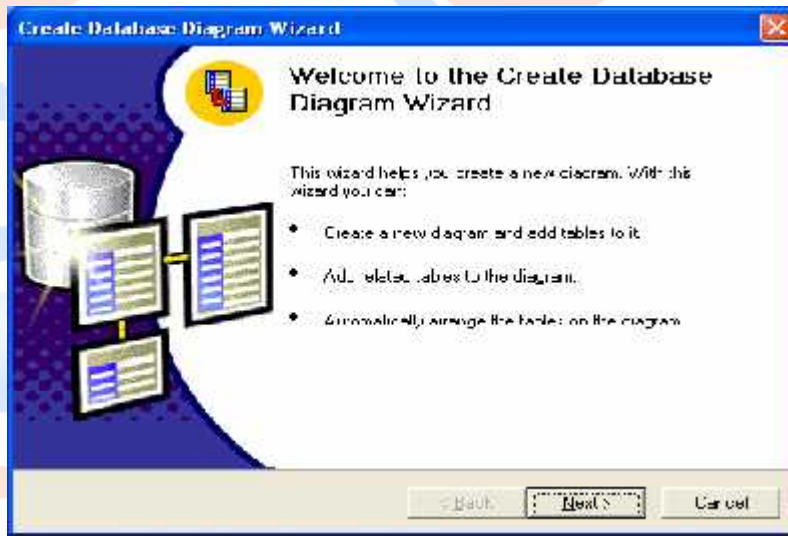 Create Database Diagram Wizard
Welcome to the Create Database
Diagram Wizard
This wizard helps you create a new diagram. With this
wizard you can:
• Create a new diagram and add tables to it.
• Add related tables to the diagram.
• Automatically arrange the tables on the diagram.
< Back
Next >
Cancel